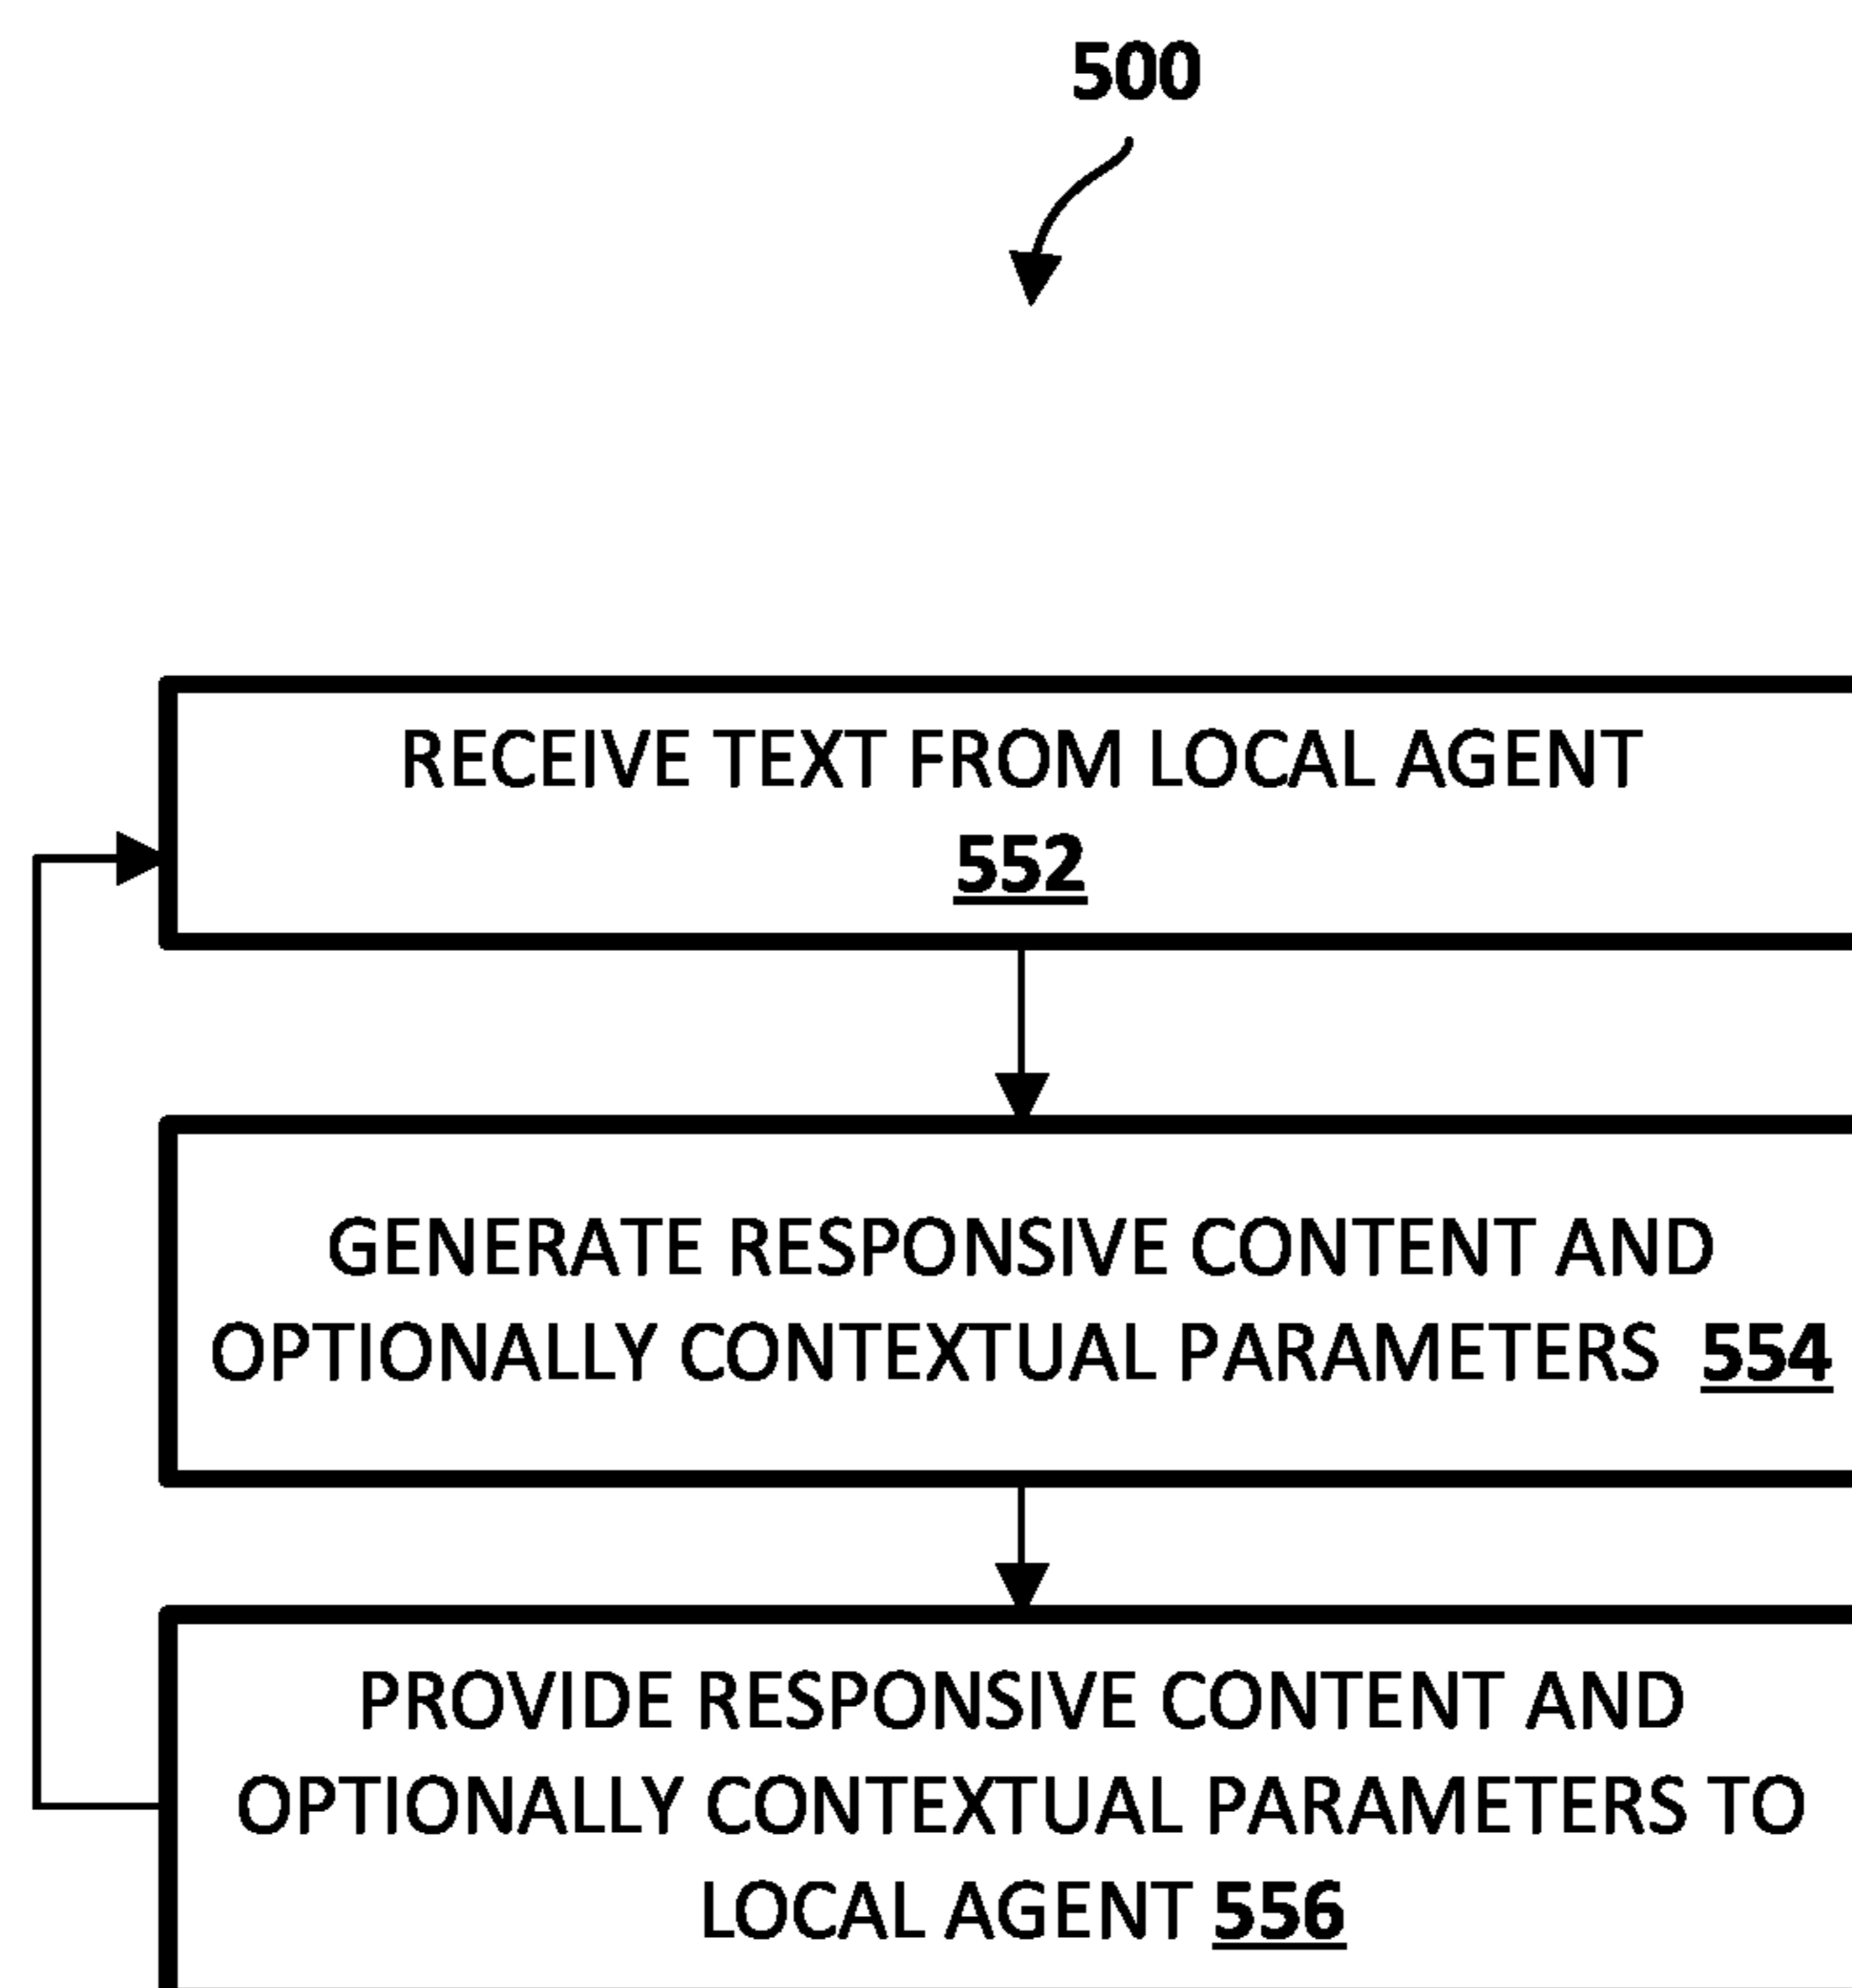 500
RECEIVE TEXT FROM LOCAL AGENT
552
GENERATE RESPONSIVE CONTENT AND
OPTIONALLY CONTEXTUAL PARAMETERS 554
PROVIDE RESPONSIVE CONTENT AND
OPTIONALLY CONTEXTUAL PARAMETERS TO
LOCAL AGENT 556